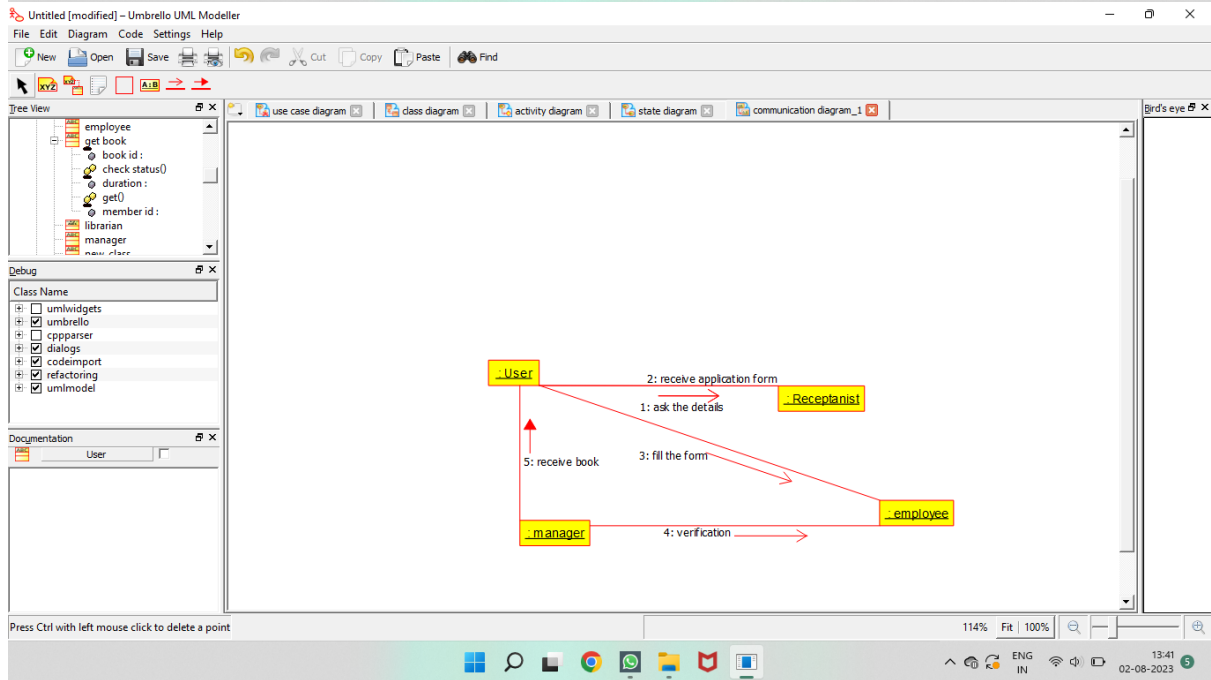 Untitled [modified] – Umbrello UML Modeller
File Edit Diagram Code Settings Help
New Open Save Cut Copy Paste Find
XYZ XYZ A:B
Tree View
employee
get book
book id :
check status()
duration :
get()
member id :
librarian
manager
new_class
Debug
Class Name
umlwidgets
umbrello
cppparser
dialogs
codeimport
refactoring
umlmodel
Documentation
User
use case diagram class diagram activity diagram state diagram communication diagram_1
Bird's eye
: User
2: receive application form
: Receptanist
1: ask the details
5: receive book
3: fill the form
: employee
: manager
4: verification
Press Ctrl with left mouse click to delete a point
114% Fit 100%
ENG
IN
13:41
02-08-2023
5